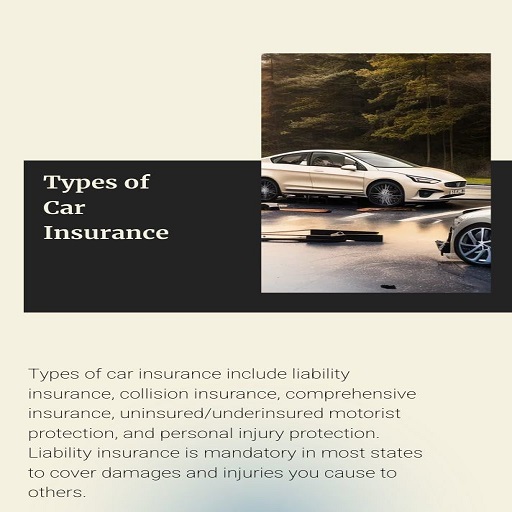 Types of
Car
Insurance
Types of car insurance include liability
insurance, collision insurance, comprehensive
insurance, uninsured/underinsured motorist
protection, and personal injury protection.
Liability insurance is mandatory in most states
to cover damages and injuries you cause to
others.